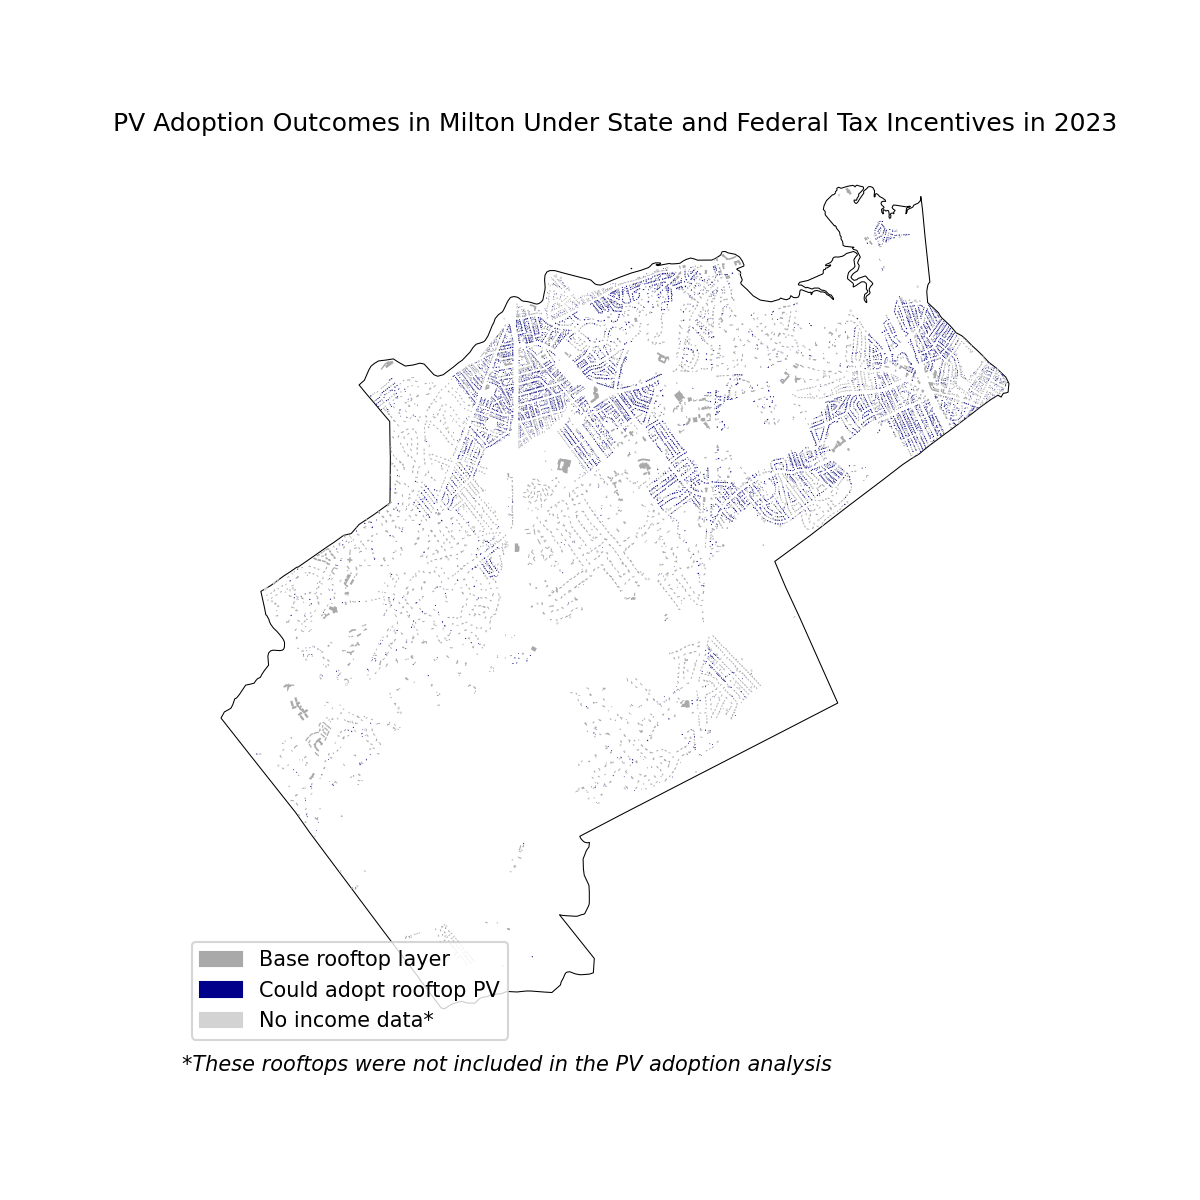 PV Adoption Outcomes in Milton Under State and Federal Tax Incentives in 2023
Base rooftop layer
Could adopt rooftop PV
No income data*
*These rooftops were not included in the PV adoption analysis